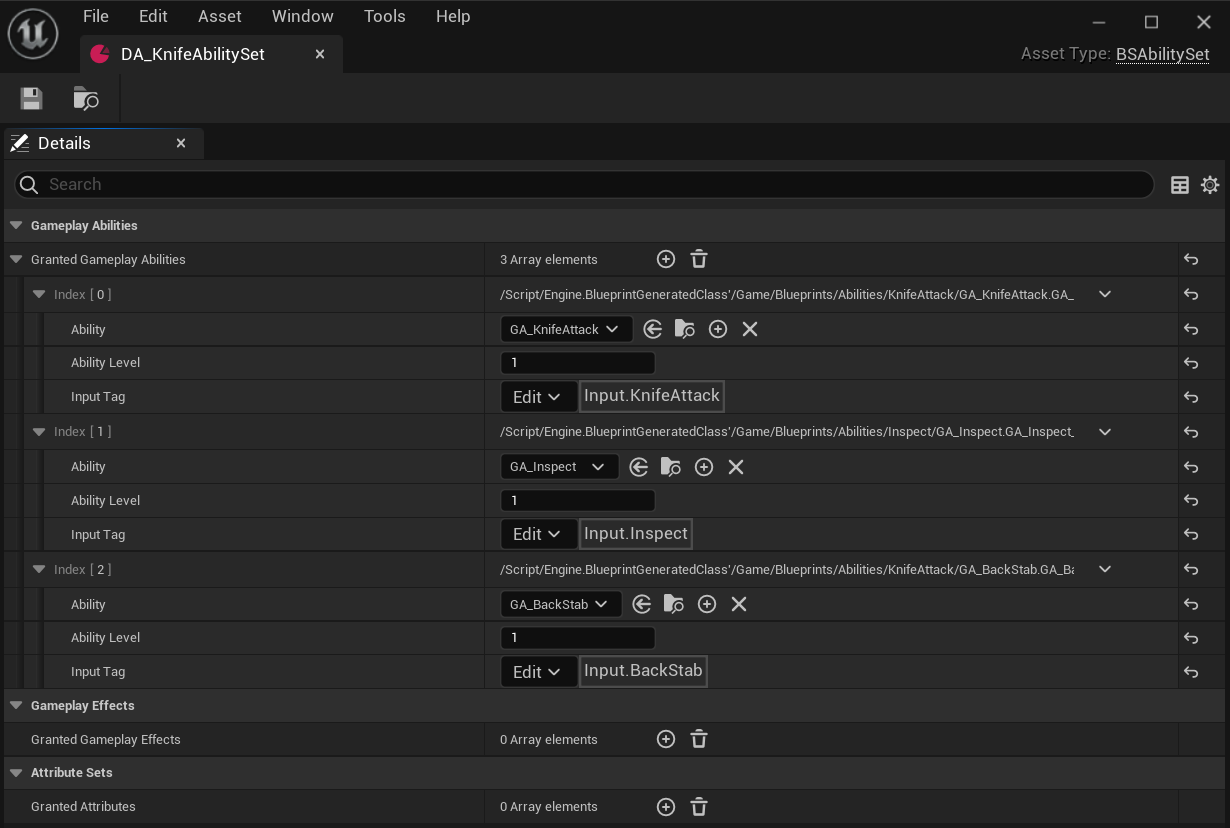 File Edit Asset Window Tools Help
DA_KnifeAbilitySet
Asset Type: BSAbilitySet
Details
Search
Gameplay Abilities
Granted Gameplay Abilities 3 Array elements
Index [ 0 ] /Script/Engine.BlueprintGeneratedClass'/Game/Blueprints/Abilities/KnifeAttack/GA_KnifeAttack.GA_
Ability GA_KnifeAttack
Ability Level 1
Input Tag Edit Input.KnifeAttack
Index [ 1 ] /Script/Engine.BlueprintGeneratedClass'/Game/Blueprints/Abilities/Inspect/GA_Inspect.GA_Inspect_
Ability GA_Inspect
Ability Level 1
Input Tag Edit Input.Inspect
Index [ 2 ] /Script/Engine.BlueprintGeneratedClass'/Game/Blueprints/Abilities/KnifeAttack/GA_BackStab.GA_Ba
Ability GA_BackStab
Ability Level 1
Input Tag Edit Input.BackStab
Gameplay Effects
Granted Gameplay Effects 0 Array elements
Attribute Sets
Granted Attributes 0 Array elements